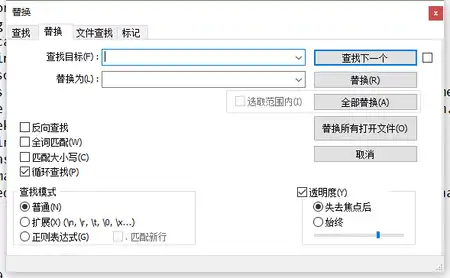 替换
查找 替换 文件查找 标记
查找目标(F): 查找下一个
替换为(L): 替换(R)
选取范围内(I) 全部替换(A)
替换所有打开文件(O)
取消
反向查找
全词匹配(W)
匹配大小写(C)
循环查找(P)
查找模式
普通(N)
扩展(X) (\n, \r, \t, \0, \x...)
正则表达式(G) . 匹配新行
透明度(Y)
失去焦点后
始终